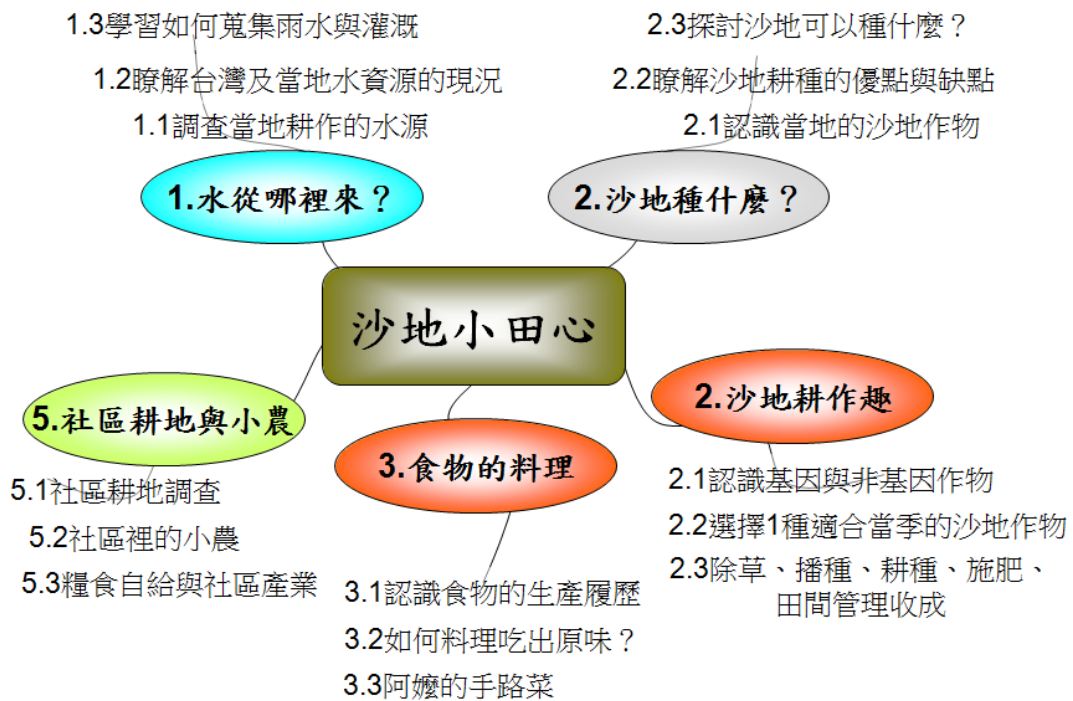 1.3學習如何蒐集雨水與灌溉
1.2瞭解台灣及當地水資源的現況
1.1調查當地耕作的水源
1.水從哪裡來？
2.3探討沙地可以種什麼？
2.2瞭解沙地耕種的優點與缺點
2.1認識當地的沙地作物
2.沙地種什麼？
沙地小田心
2.沙地耕作趣
2.1認識基因與非基因作物
2.2選擇1種適合當季的沙地作物
2.3除草、播種、耕種、施肥、
田間管理收成
3.食物的料理
3.1認識食物的生產履歷
3.2如何料理吃出原味？
3.3阿嬤的手路菜
5.社區耕地與小農
5.1社區耕地調查
5.2社區裡的小農
5.3糧食自給與社區產業